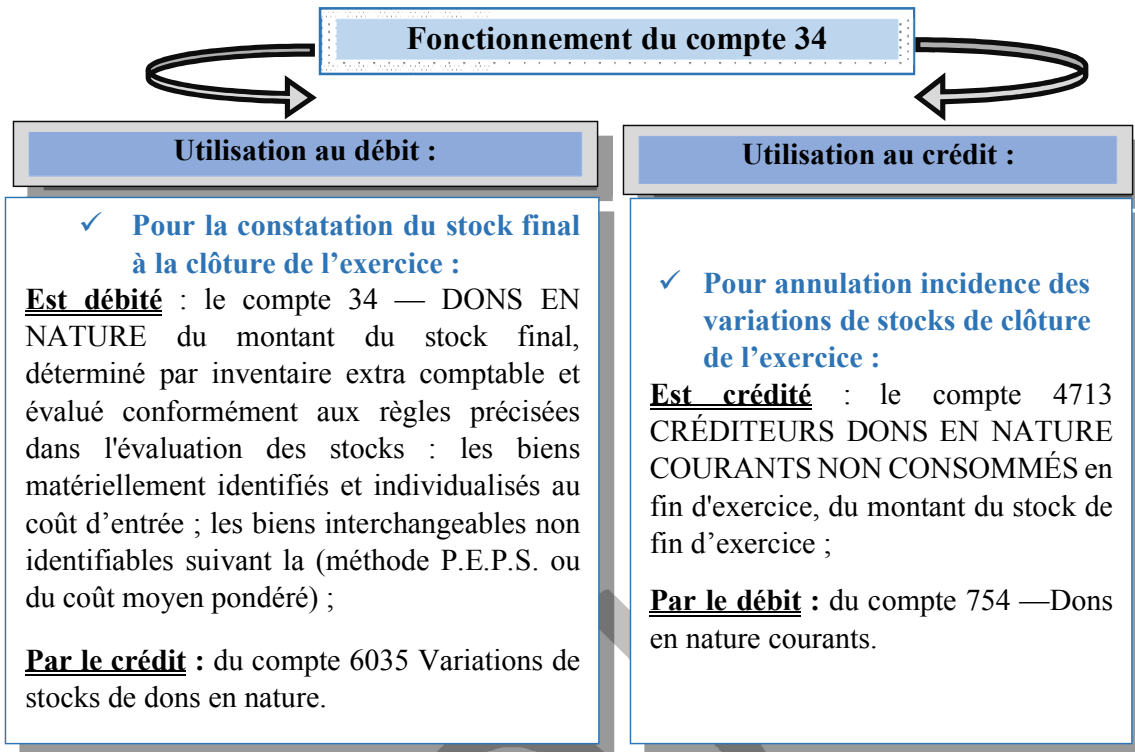 Fonctionnement du compte 34
Utilisation au débit :
✓ Pour la constatation du stock final
à la clôture de l'exercice :
Est débité : le compte 34 — DONS EN
NATURE du montant du stock final,
déterminé par inventaire extra comptable et
évalué conformément aux règles précisées
dans l'évaluation des stocks : les biens
matériellement identifiés et individualisés au
coût d'entrée ; les biens interchangeables non
identifiables suivant la (méthode P.E.P.S. ou
du coût moyen pondéré) ;
Par le crédit : du compte 6035 Variations de
stocks de dons en nature.
Utilisation au crédit :
✓ Pour annulation incidence des
variations de stocks de clôture
de l'exercice :
Est crédité : le compte 4713
CRÉDITEURS DONS EN NATURE
COURANTS NON CONSOMMÉS en
fin d'exercice, du montant du stock de
fin d'exercice ;
Par le débit : du compte 754 —Dons
en nature courants.